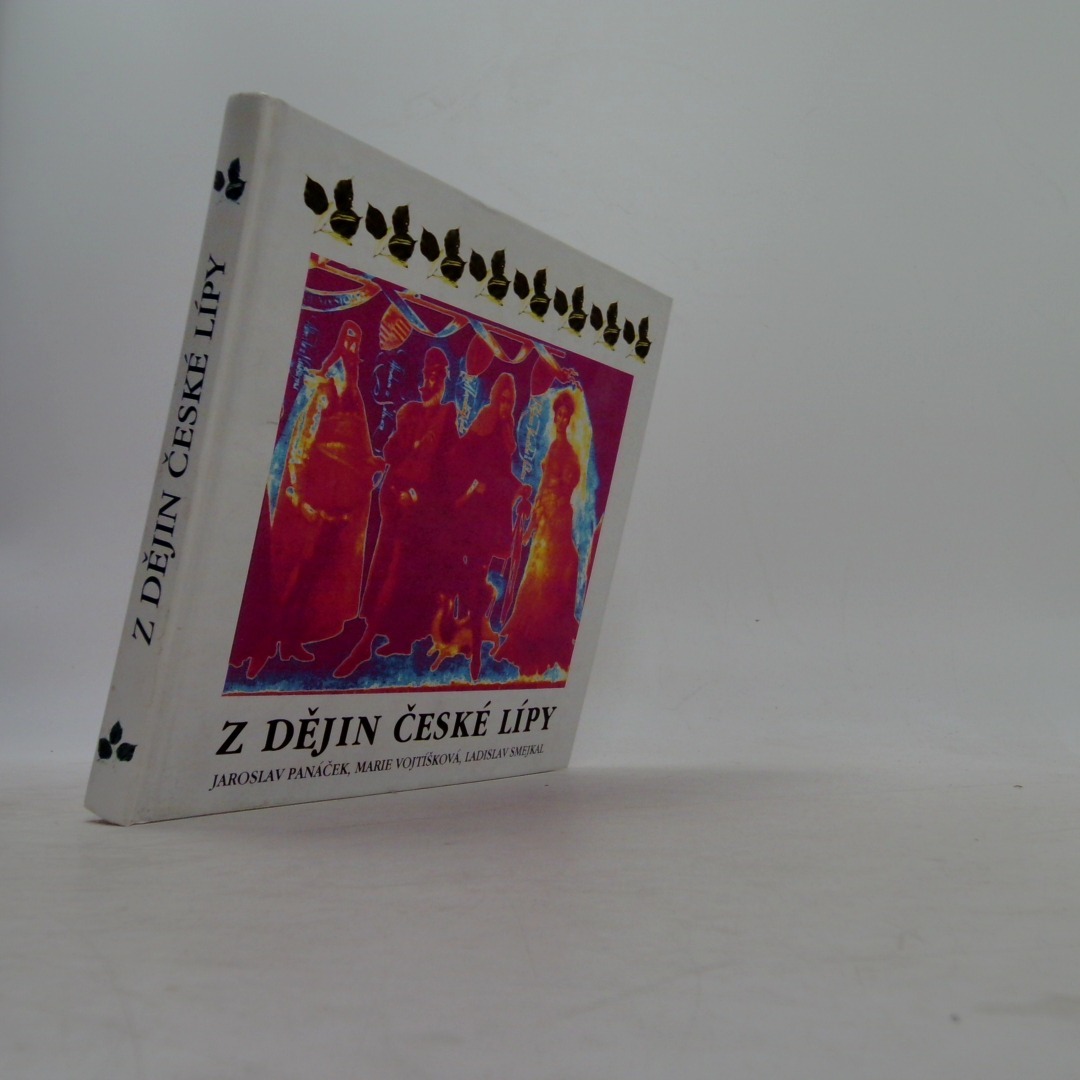 Z DĚJIN ČESKÉ LÍPY
Z DĚJIN ČESKÉ LÍPY
JAROSLAV PANÁČEK, MARIE VOJTÍŠKOVÁ, LADISLAV SMEJKAL